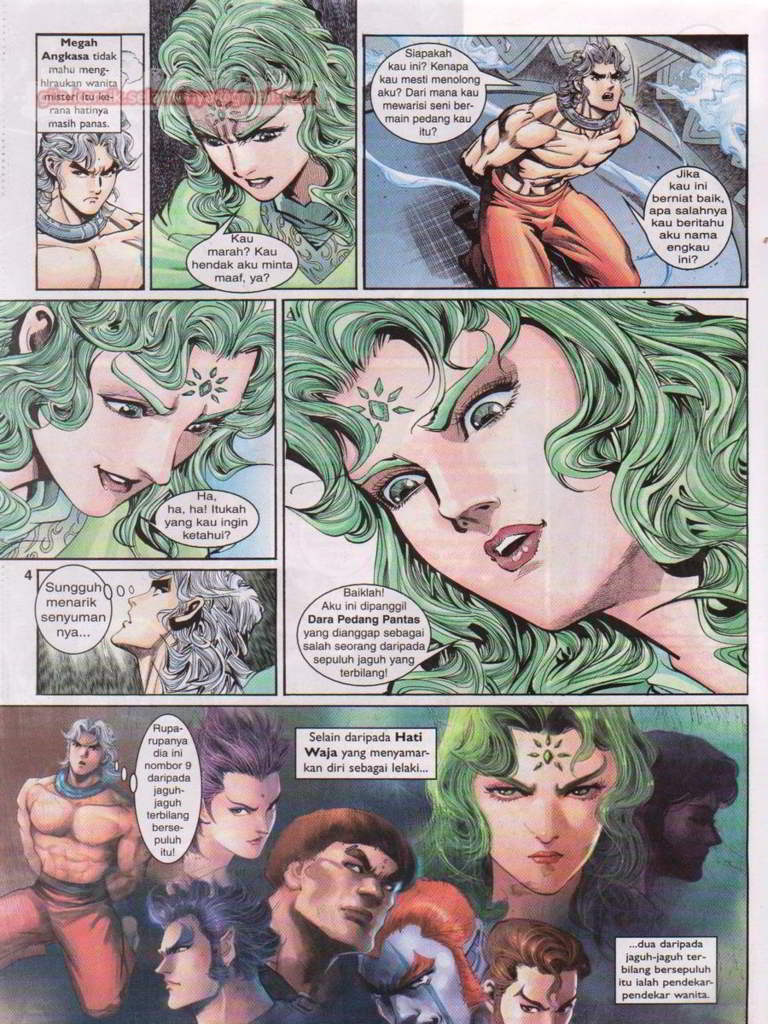 Megah
Angkasa tidak
mahu meng-
hiraukan wanita
misteri itu ke-
rana hatinya
masih panas.
Kau
marah? Kau
hendak aku minta
maaf, ya?
Siapakah
kau ini? Kenapa
kau mesti menolong
aku? Dari mana kau
mewarisi seni ber-
main pedang kau
itu?
Jika
kau ini
berniat baik,
apa salahnya
kau beritahu
aku nama
engkau
ini?
Ha,
ha, ha! Itukah
yang kau ingin
ketahui?
4
Sungguh
menarik
senyuman
nya...
Baiklah!
Aku ini dipanggil
Dara Pedang Pantas
yang dianggap sebagai
salah seorang daripada
sepuluh jaguh yang
terbilang!
Rupa-
rupanya
dia ini
nombor 9
daripada
jaguh-
jaguh
terbilang
berse-
puluh
itu!
Selain daripada Hati
Waja yang menyamar-
kan diri sebagai lelaki...
...dua daripada
jaguh-jaguh ter-
bilang bersepuluh
itu ialah pendekar-
pendekar wanita.